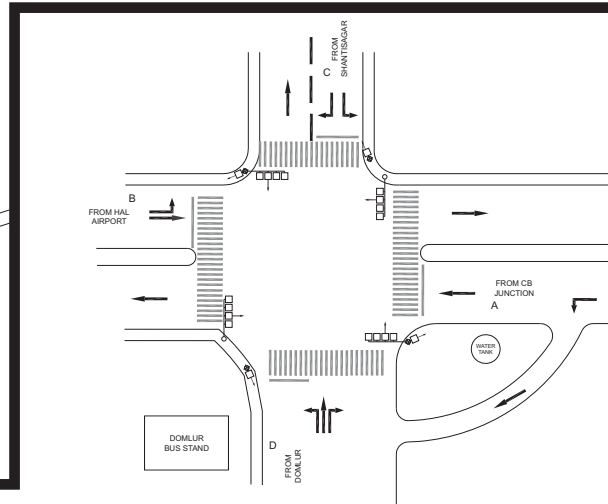 FROM
SHANTISAGAR
C
B
FROM HAL
AIRPORT
FROM CB
JUNCTION
A
WATER
TANK
DOMLUR
BUS STAND
D
FROM
DOMLUR